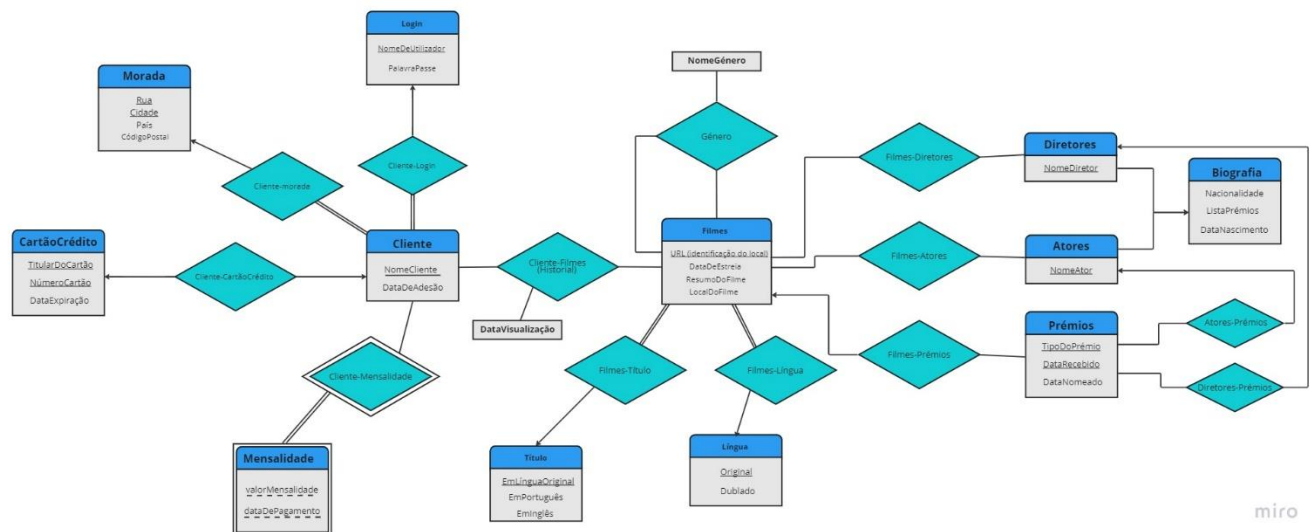 Login
NomeDeUtilizador
PalavraPasse
Morada
Rua
Cidade
País
CódigoPostal
NomeGénero
Género
Cliente-Login
Cliente-morada
Filmes-Diretores
Diretores
NomeDiretor
Biografia
Nacionalidade
ListaPrémios
DataNascimento
CartãoCrédito
TitularDoCartão
NúmeroCartão
DataExpiração
Cliente-CartãoCrédito
Cliente
NomeCliente
DataDeAdesão
Cliente-Filmes
(Historial)
DataVisualização
Filmes
URL (identificação do local)
DataDeEstreia
ResumoDoFilme
LocalDoFilme
Filmes-Atores
Atores
NomeAtor
Filmes-Prémios
Prémios
TipoDoPrémio
DataRecebido
DataNomeado
Atores-Prémios
Diretores-Prémios
Cliente-Mensalidade
Filmes-Título
Filmes-Língua
Mensalidade
valorMensalidade
dataDePagamento
Título
EmLínguaOriginal
EmPortuguês
EmInglês
Língua
Original
Dublado
miro